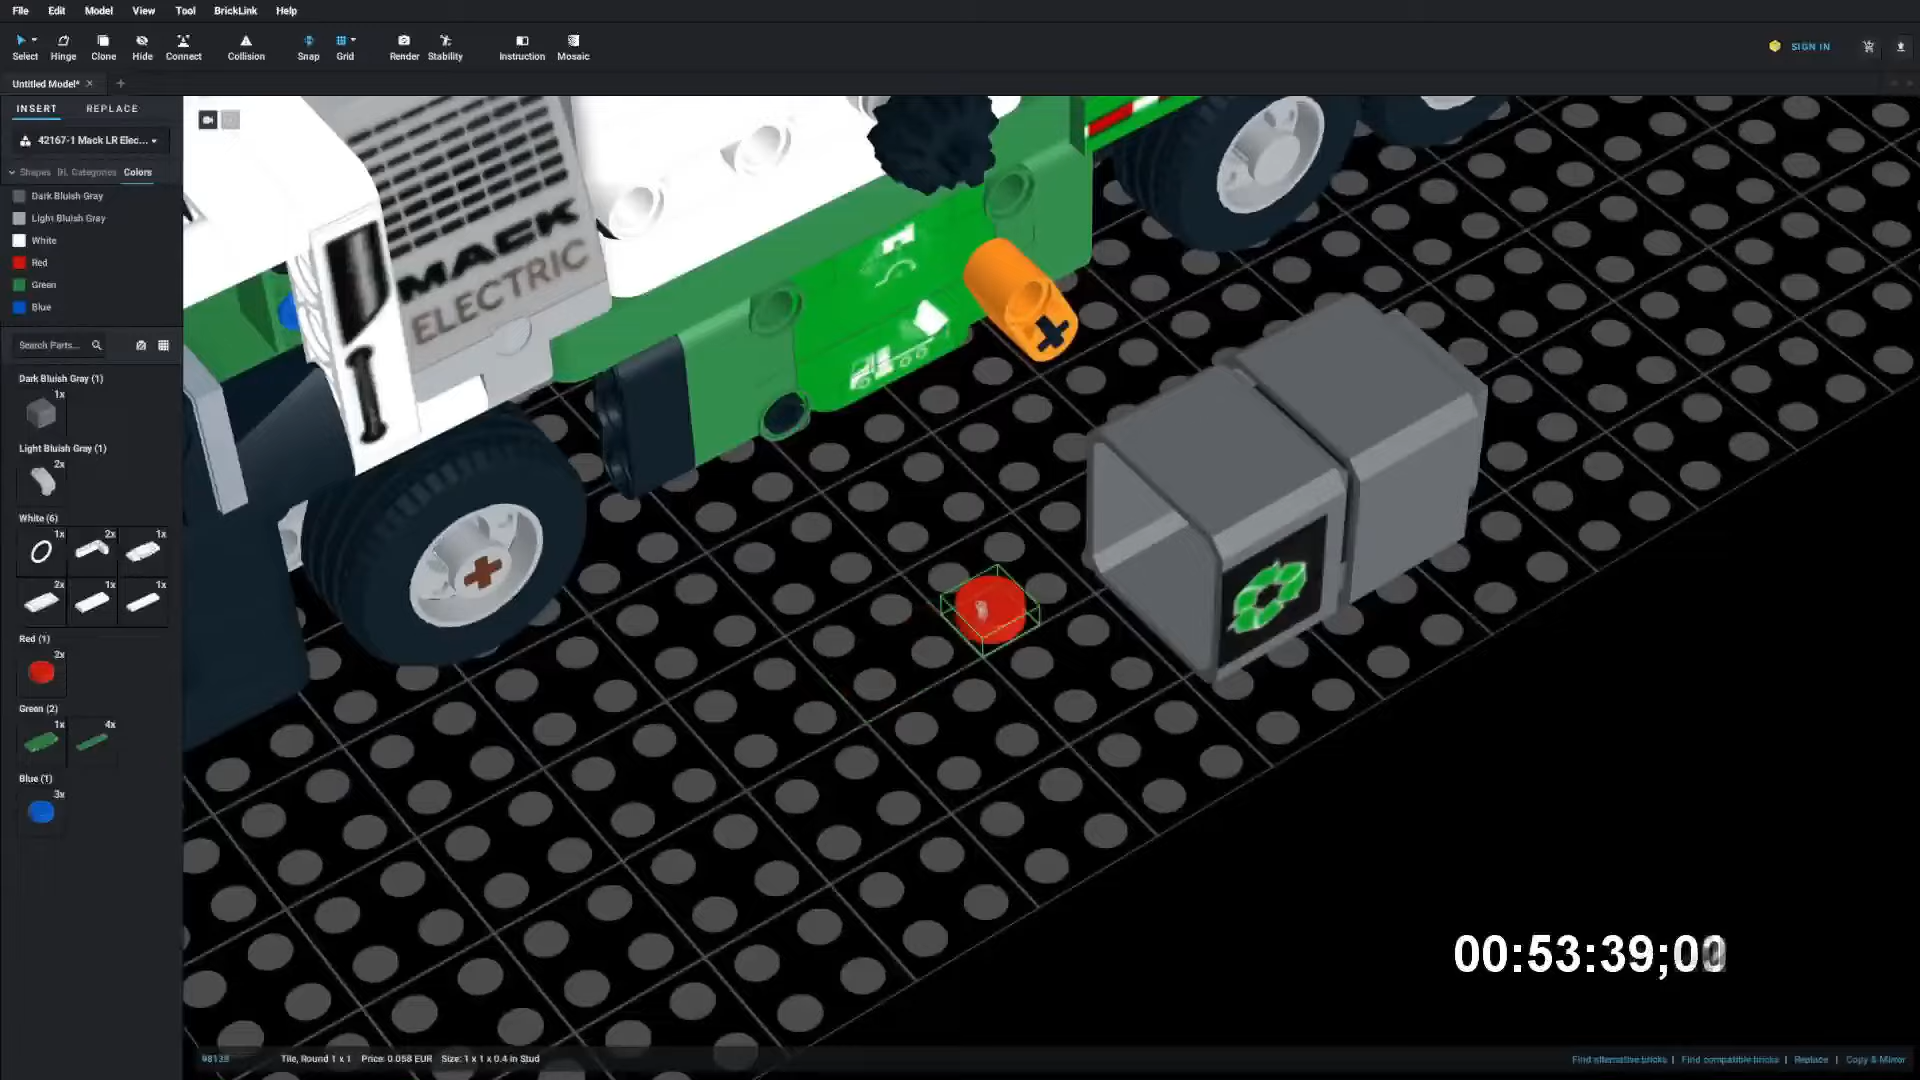 File Edit Model View Tool BrickLink Help
Select Hinge Clone Hide Connect Collision Snap Grid Render Stability Instruction Mosaic
SIGN IN
Untitled Model*
INSERT REPLACE
42167-1 Mack LR Elec...
Shapes BL Categories Colors
Dark Bluish Gray
Light Bluish Gray
White
Red
Green
Blue
Search Parts...
Dark Bluish Gray (1)
1x
Light Bluish Gray (1)
2x
White (6)
1x 2x 1x
2x 1x 1x
Red (1)
2x
Green (2)
1x 4x
Blue (1)
3x
MACK
ELECTRIC
00:53:39;0
Tile, Round 1 x 1 Price: 0.058 EUR Size: 1 x 1 x 0.4 in Stud
Find alternative bricks | Find compatible bricks | Replace | Copy & Mirror